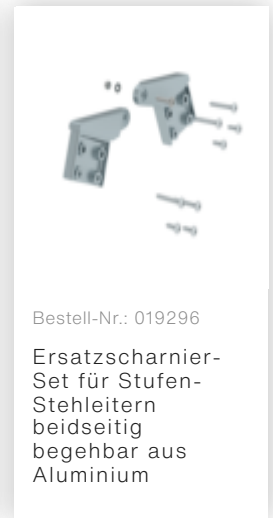 Bestell-Nr.: 019296
Ersatzscharnier-
Set für Stufen-
Stehleitern
beidseitig
begehbar aus
Aluminium